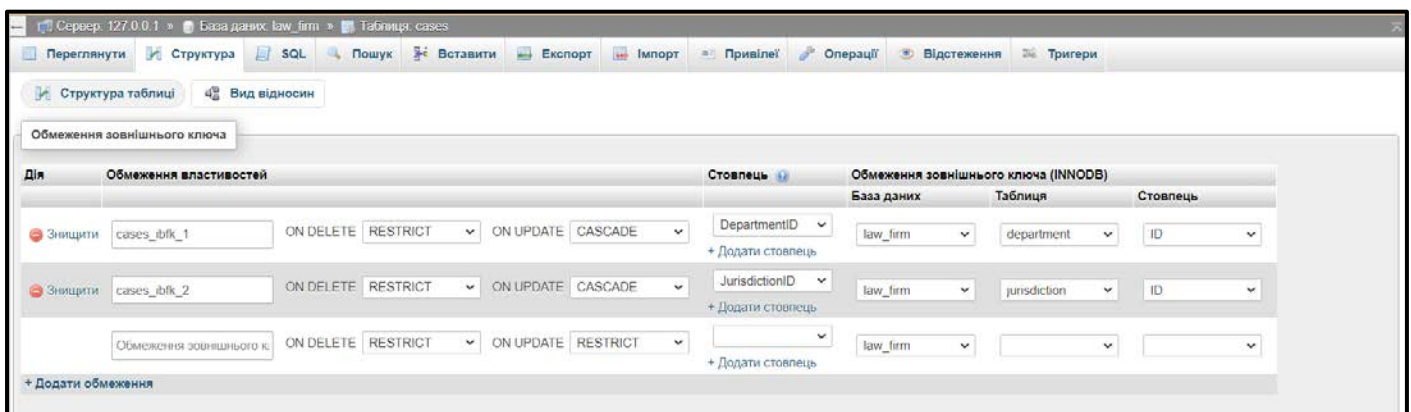 Сервер: 127.0.0.1 » База даних: law_firm » Таблиця: cases
Переглянути Структура SQL Пошук Вставити Експорт Імпорт Привілеї Операції Відстеження Тригери
Структура таблиці Вид відносин
Обмеження зовнішнього ключа
Дія Обмеження властивостей Стовпець Обмеження зовнішнього ключа (INNODB)
База даних Таблиця Стовпець
Знищити cases_ibfk_1 ON DELETE RESTRICT ON UPDATE CASCADE DepartmentID law_firm department ID
+ Додати стовпець
Знищити cases_ibfk_2 ON DELETE RESTRICT ON UPDATE CASCADE JurisdictionID law_firm jurisdiction ID
+ Додати стовпець
Обмеження зовнішнього к ON DELETE RESTRICT ON UPDATE RESTRICT law_firm
+ Додати стовпець
+ Додати обмеження